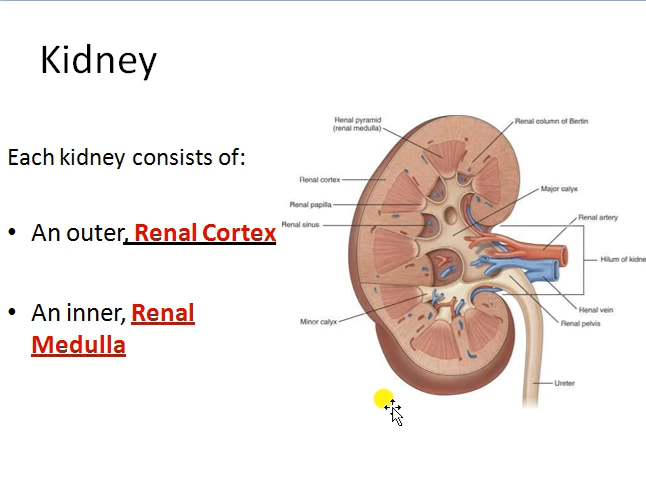 Kidney
Each kidney consists of:
• An outer, Renal Cortex
• An inner, Renal
Medulla
Renal pyramid
(renal medulla)
Renal column of Bertin
Renal cortex
Major calyx
Renal papilla
Renal artery
Renal sinus
Hilum of kidne
Renal vein
Minor calyx
Renal pelvis
Ureter